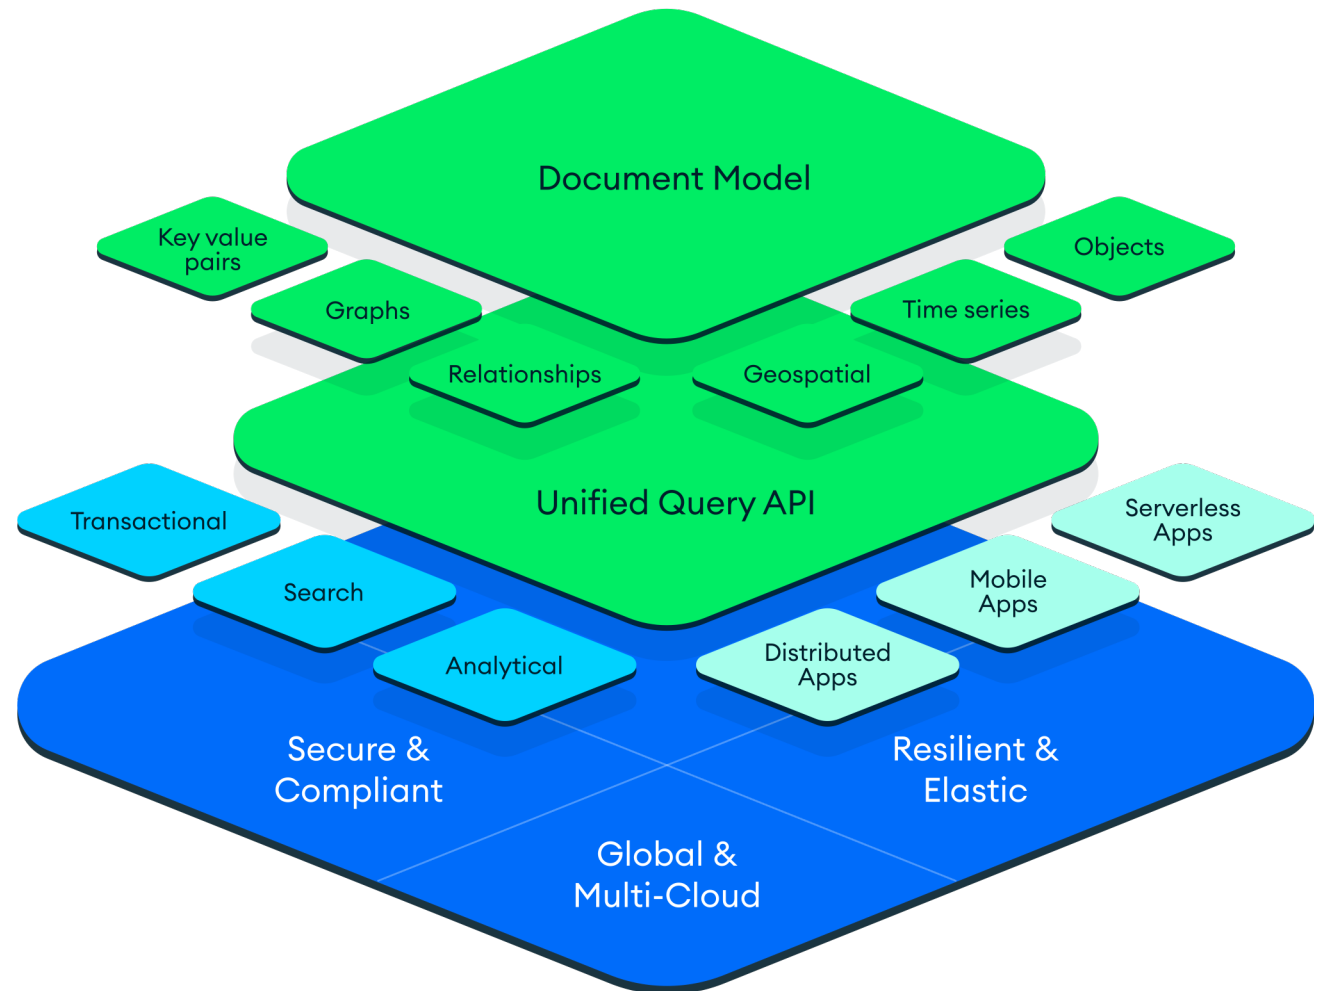 Document Model
Key value
pairs
Objects
Graphs
Time series
Relationships
Geospatial
Unified Query API
Transactional
Serverless
Apps
Search
Mobile
Apps
Analytical
Distributed
Apps
Secure &
Compliant
Resilient &
Elastic
Global &
Multi-Cloud